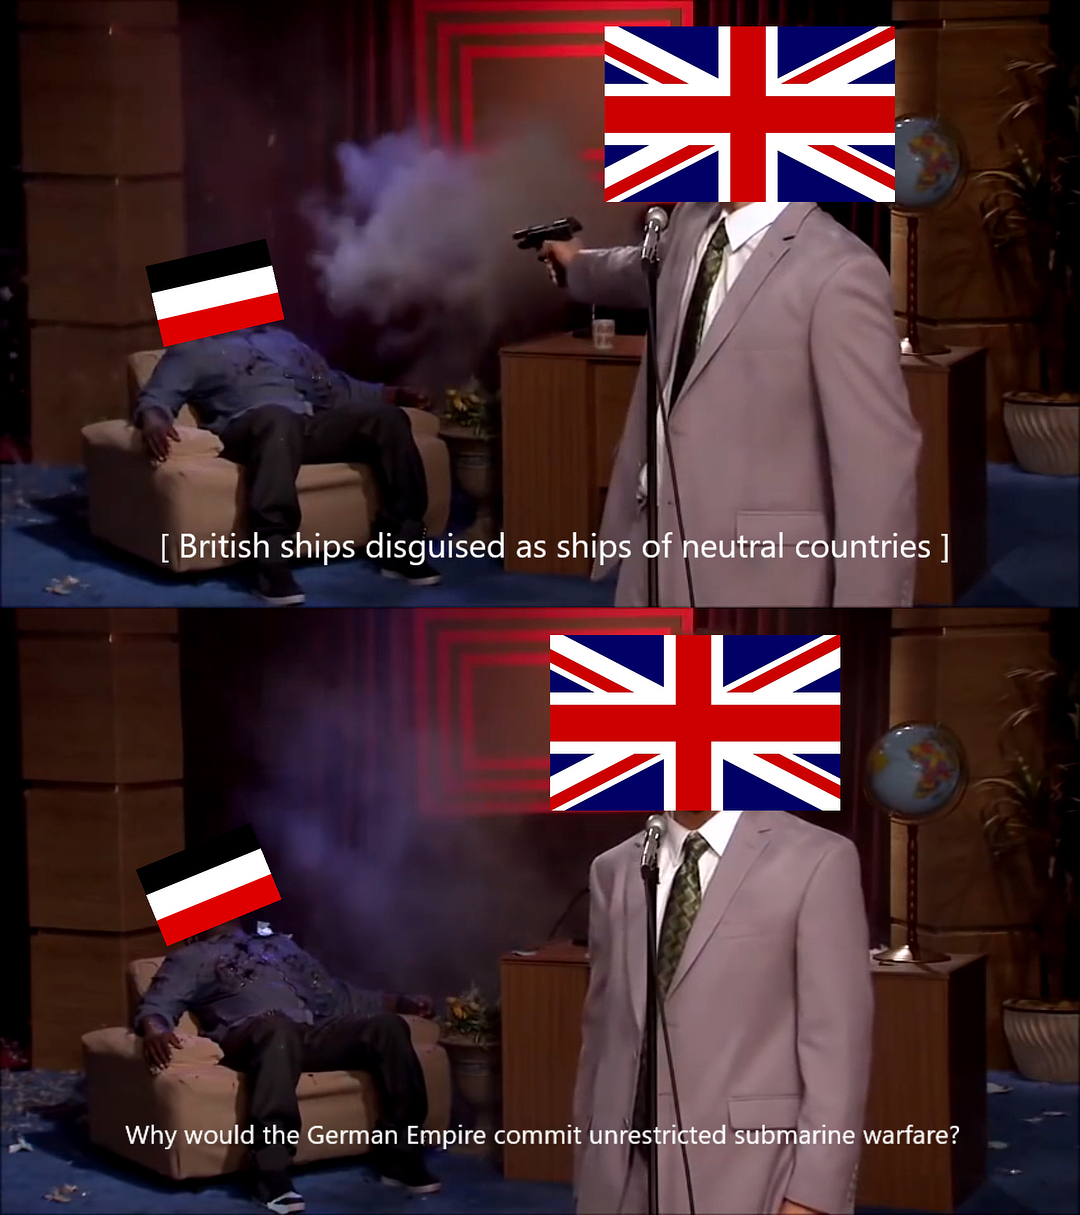 [ British ships disguised as ships of neutral countries ]
Why would the German Empire commit unrestricted submarine warfare?